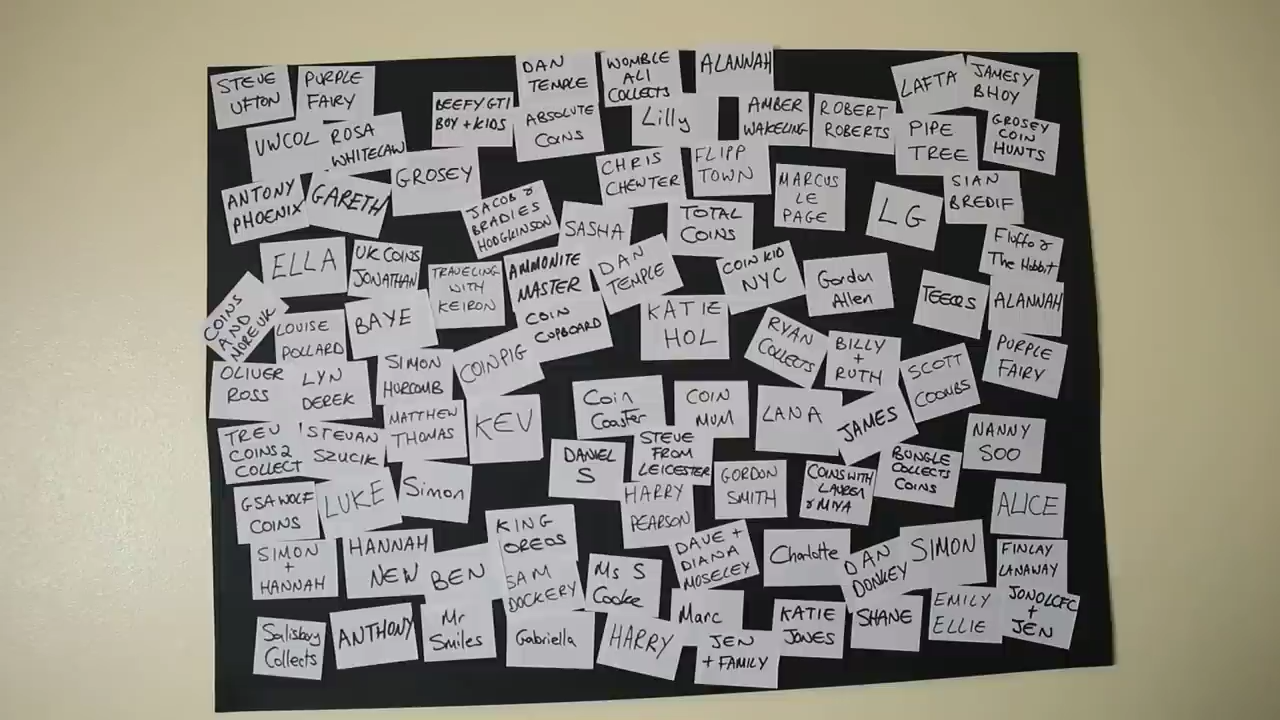 STEVE
UFTON
PURPLE
FAIRY
BEEFY GTI
BOY + KIDS
DAN
TEMPLE
ABSOLUTE
COINS
WOMBLE
ALI
COLLECTS
ALANNAH
Lilly
AMBER
WAKELING
ROBERT
ROBERTS
LAFTA
JAMESY
BHOY
PIPE
TREE
GROSEY
COIN
HUNTS
UWCOL
ROSA
WHITELAW
GROSEY
CHRIS
CHEWTER
FLIPP
TOWN
MARCUS
LE
PAGE
LG
SIAN
BREDIF
ANTONY
PHOENIX
GARETH
JACOB &
BRADIES
HODGKINSON
SASHA
TOTAL
COINS
Fluffo &
The Hobbit
ELLA
UK COINS
JONATHAN
TRAVELING
WITH
KEIRON
AMMONITE
MASTER
DAN
TEMPLE
COIN KID
NYC
Gordon
Allen
TEEORS
ALANNAH
COINS
AND
MORE UK
LOUISE
POLLARD
BAYE
COIN
CUPBOARD
KATIE
HOL
RYAN
COLLECTS
BILLY
+
RUTH
SCOTT
COOMBS
PURPLE
FAIRY
OLIVER
ROSS
LYN
DEREK
SIMON
HURCOMB
COINPIG
Coin
Coaster
COIN
MUM
LANA
JAMES
NANNY
SOO
TREV
COINS 2
COLLECT
STEVAN
SZUCIK
MATTHEW
THOMAS
KEV
DANIEL
S
STEVE
FROM
LEICESTER
GORDON
SMITH
COINS WITH
LAUREN
& MIYA
BUNGLE
COLLECTS
COINS
GSAWOLF
COINS
LUKE
Simon
HARRY
PEARSON
ALICE
SIMON
+
HANNAH
HANNAH
NEW
BEN
KING
OREOS
SAM
DOCKERY
Ms S
Cooke
DAVE +
DIANA
MOSELEY
Charlotte
DAN
DONKEY
SIMON
FINLAY
LANAWAY
Salisbury
Collects
ANTHONY
Mr
Smiles
Gabriella
HARRY
Marc
JEN
+ FAMILY
KATIE
JONES
SHANE
EMILY
ELLIE
JONOLCFC
+
JEN